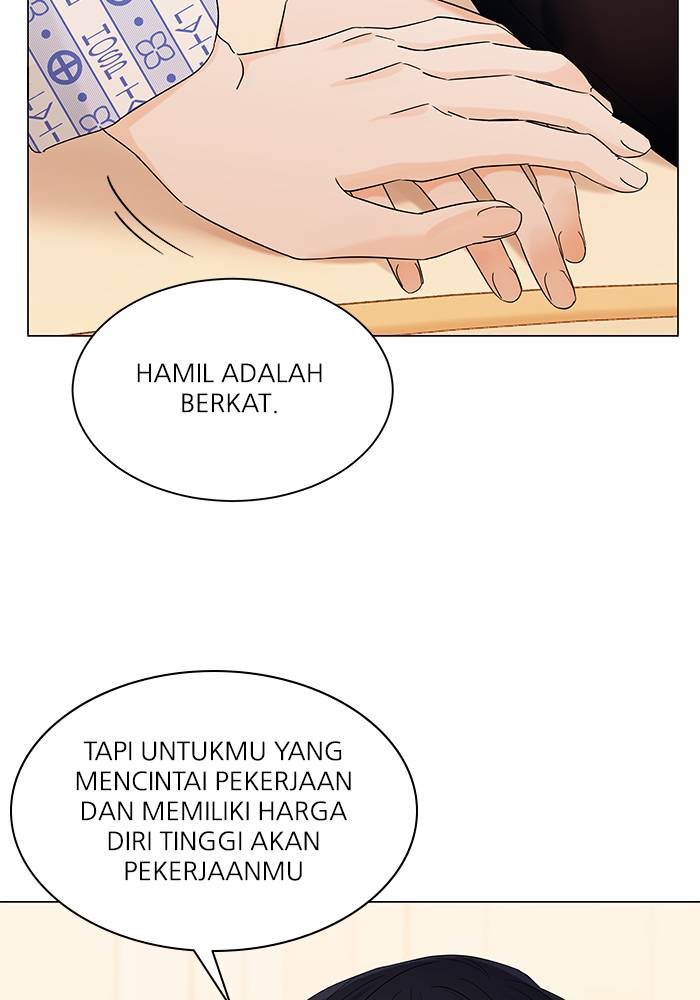 HAMIL ADALAH
BERKAT.
TAPI UNTUKMU YANG
MENCINTAI PEKERJAAN
DAN MEMILIKI HARGA
DIRI TINGGI AKAN
PEKERJAANMU